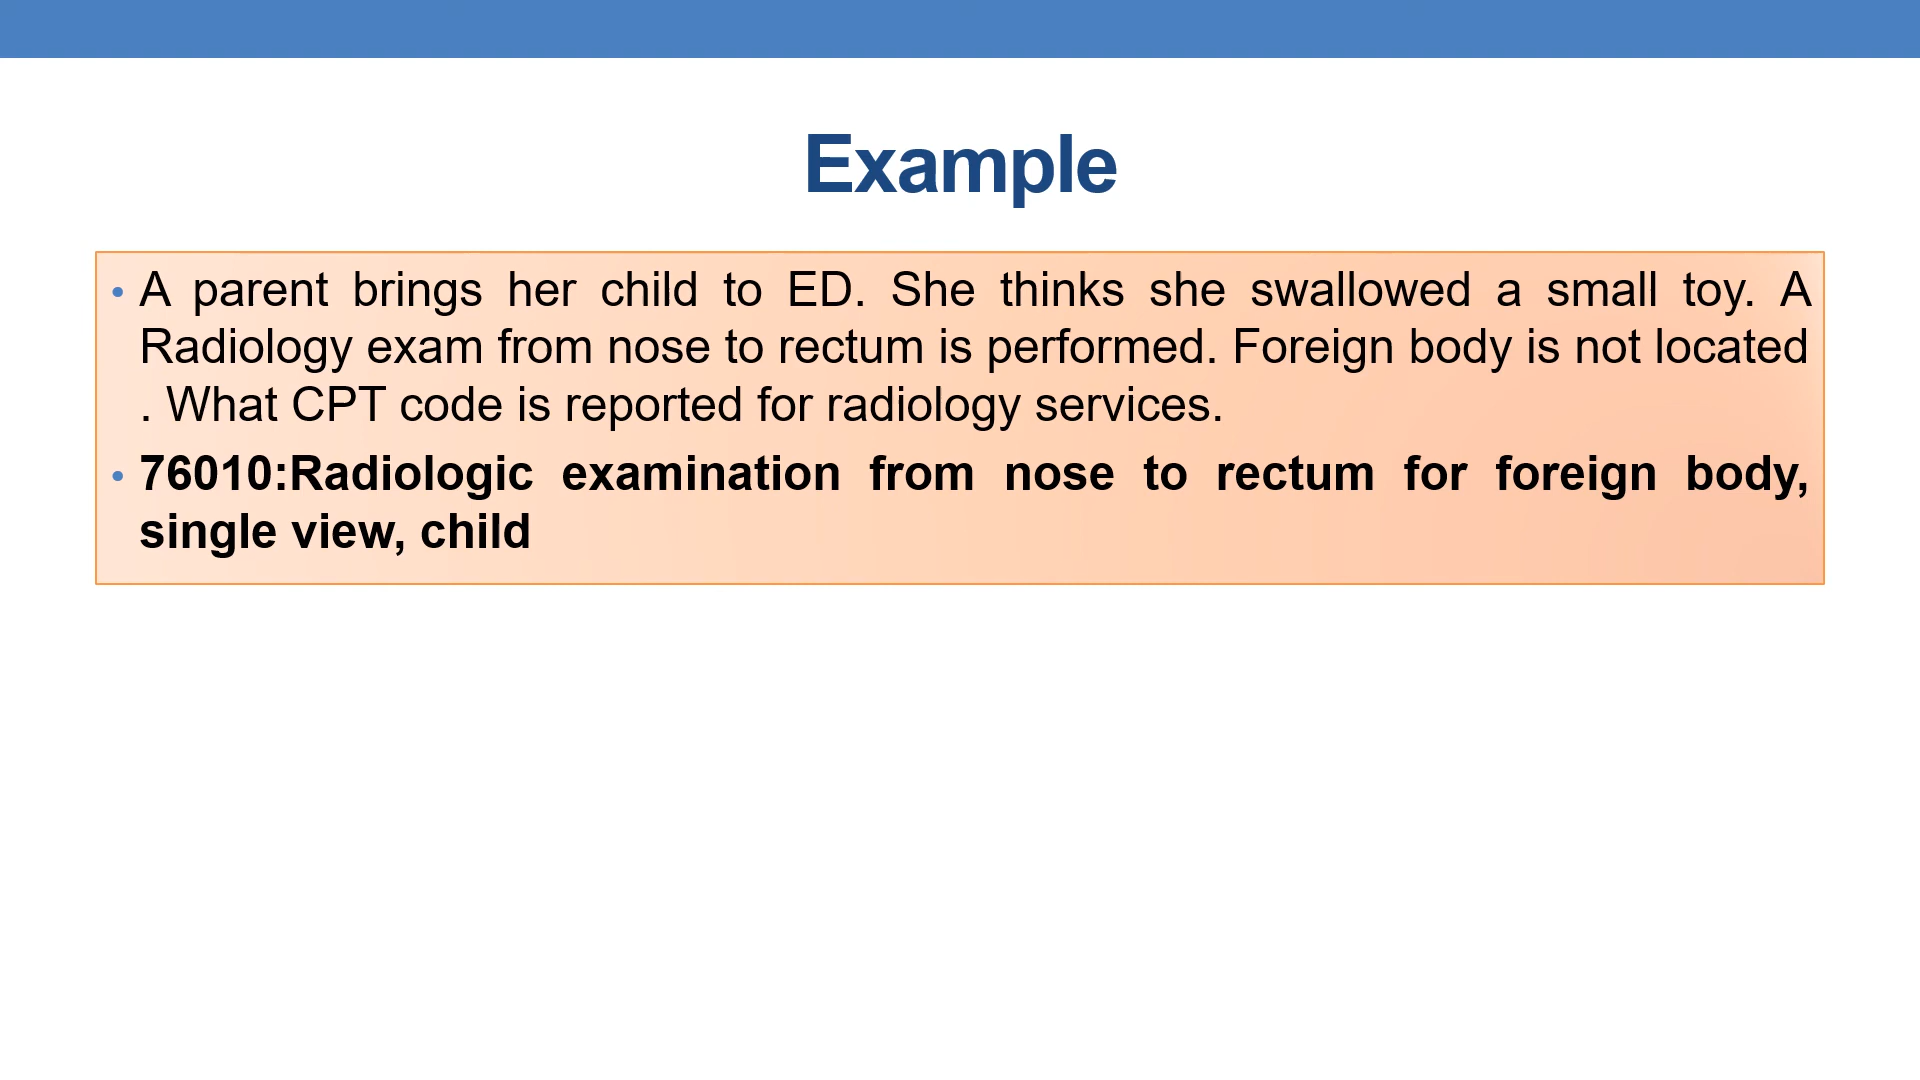 Example
• A parent brings her child to ED. She thinks she swallowed a small toy. A
Radiology exam from nose to rectum is performed. Foreign body is not located
. What CPT code is reported for radiology services.
• 76010:Radiologic examination from nose to rectum for foreign body,
single view, child